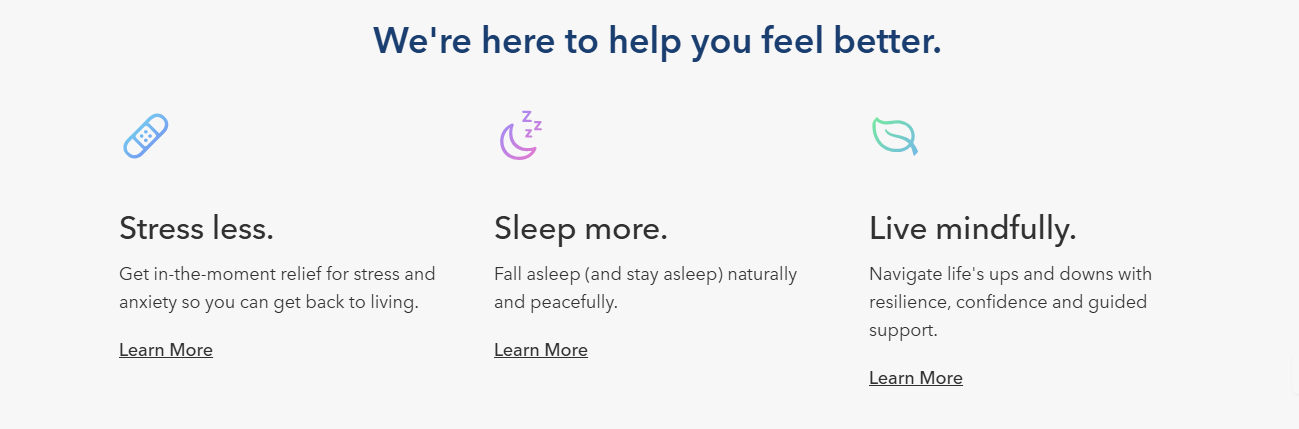 We're here to help you feel better.
z
z
z
Stress less.
Get in-the-moment relief for stress and
anxiety so you can get back to living.
Learn More
Sleep more.
Fall asleep (and stay asleep) naturally
and peacefully.
Learn More
Live mindfully.
Navigate life's ups and downs with
resilience, confidence and guided
support.
Learn More